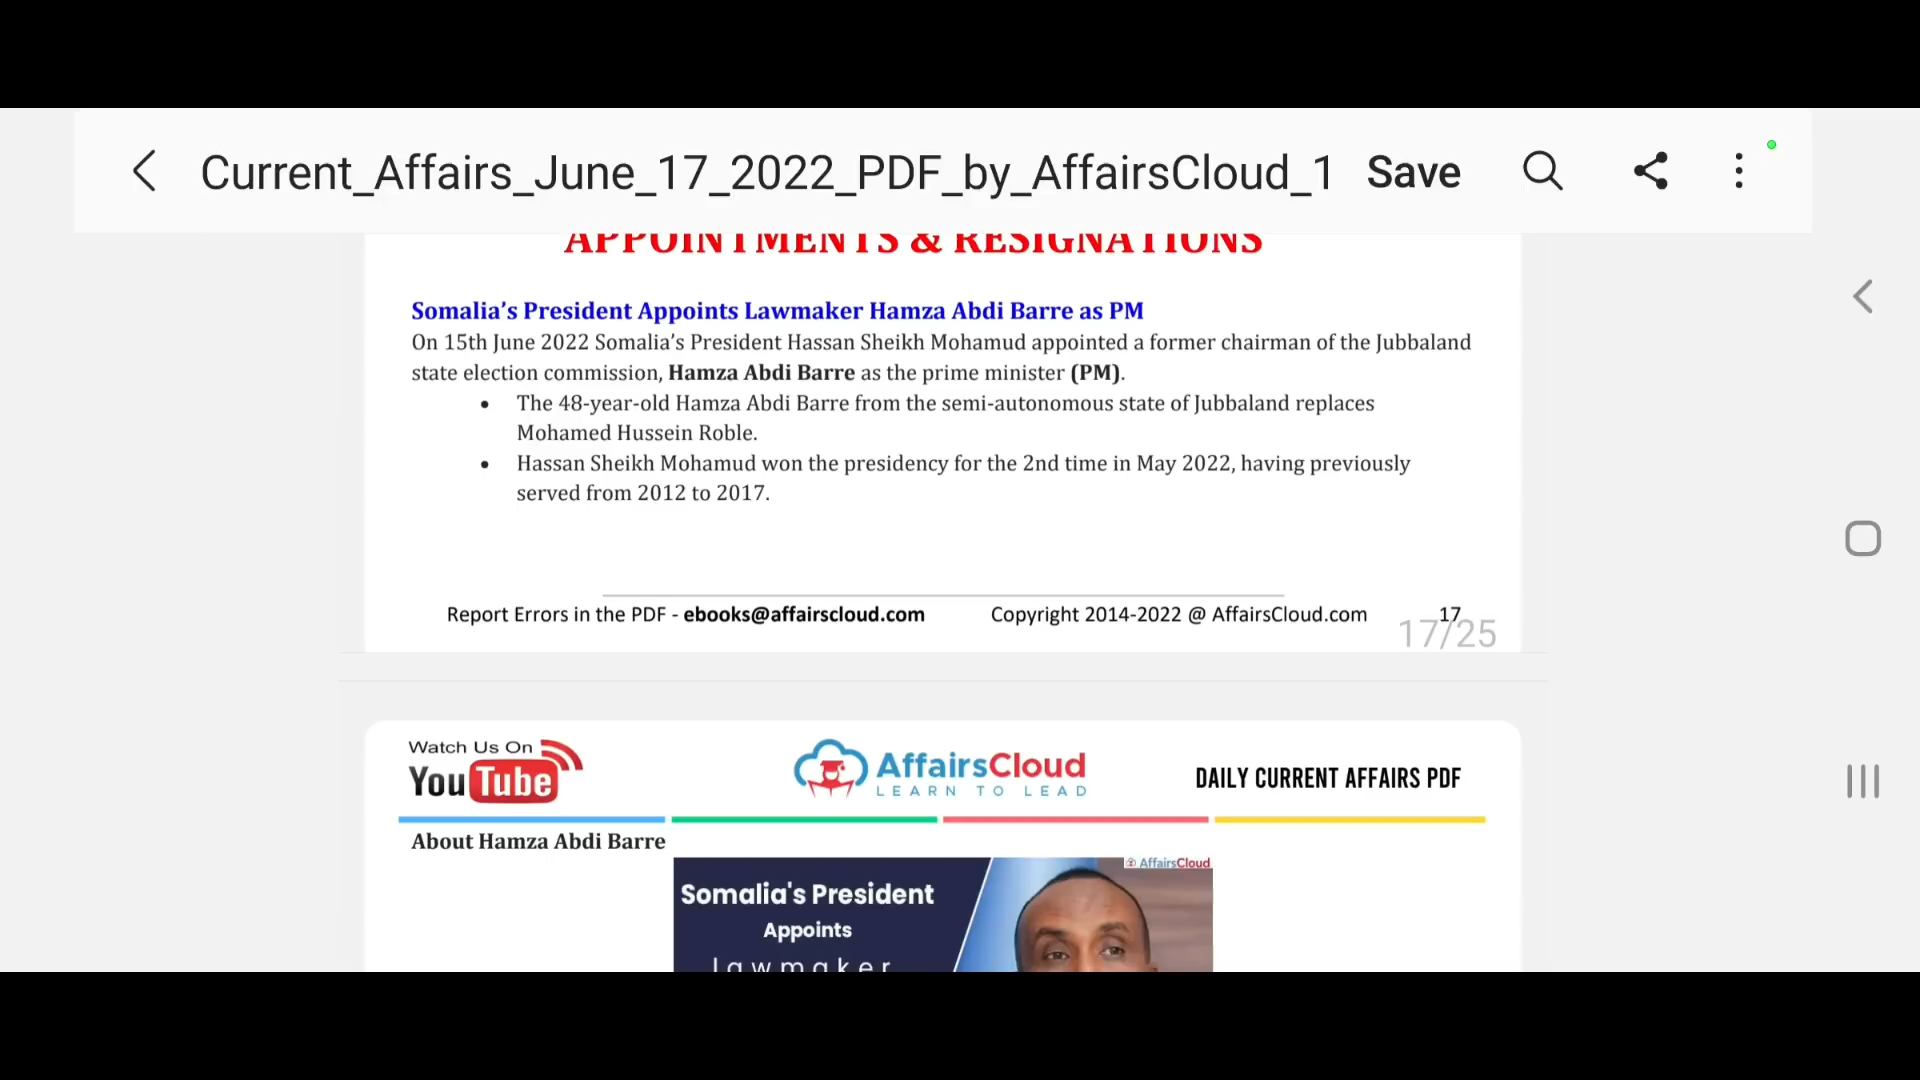 Current_Affairs_June_17_2022_PDF_by_AffairsCloud_1
Save
APPOINTMENTS & RESIGNATIONS
Somalia’s President Appoints Lawmaker Hamza Abdi Barre as PM
On 15th June 2022 Somalia’s President Hassan Sheikh Mohamud appointed a former chairman of the Jubbaland
state election commission, Hamza Abdi Barre as the prime minister (PM).
• The 48-year-old Hamza Abdi Barre from the semi-autonomous state of Jubbaland replaces
Mohamed Hussein Roble.
• Hassan Sheikh Mohamud won the presidency for the 2nd time in May 2022, having previously
served from 2012 to 2017.
Report Errors in the PDF - ebooks@affairscloud.com Copyright 2014-2022 @ AffairsCloud.com 17
17/25
Watch Us On
YouTube
AffairsCloud
LEARN TO LEAD
DAILY CURRENT AFFAIRS PDF
About Hamza Abdi Barre
AffairsCloud
Somalia's President
Appoints
lawmaker